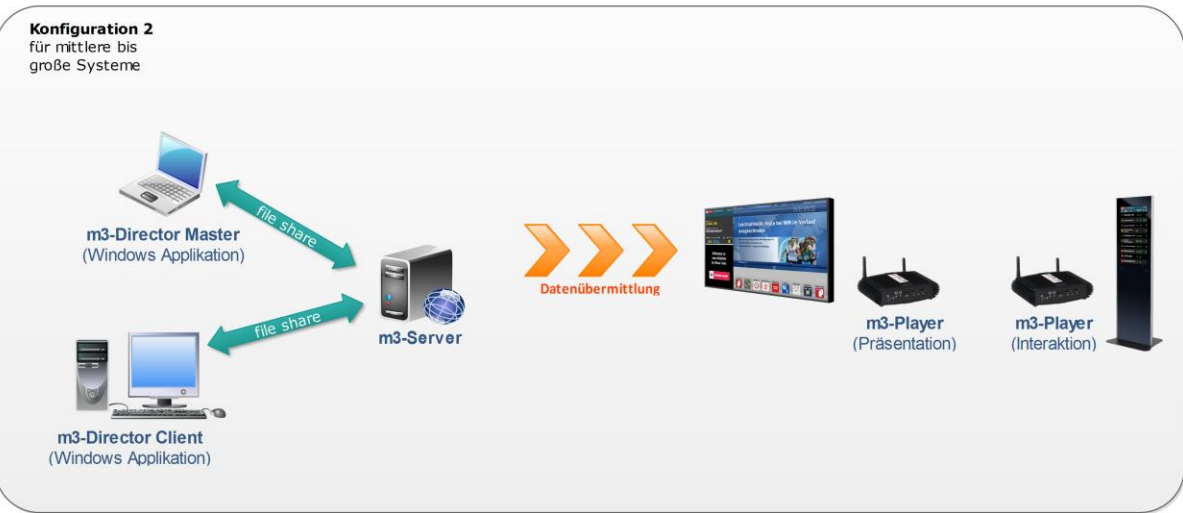 Konfiguration 2
für mittlere bis
große Systeme
m3-Director Master
(Windows Applikation)
file share
file share
m3-Director Client
(Windows Applikation)
m3-Server
Datenübermittlung
NEWS
m3-Player
(Präsentation)
m3-Player
(Interaktion)